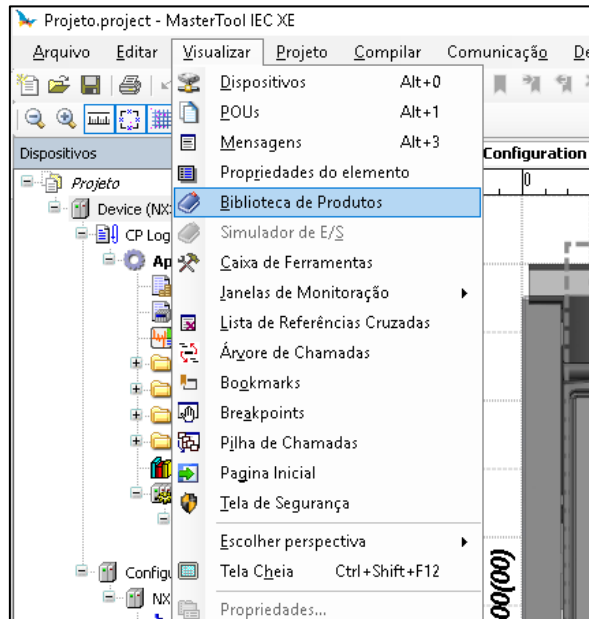 Projeto.project - MasterTool IEC XE
Arquivo Editar Visualizar Projeto Compilar Comunicação
Dispositivos Alt+0
POUs Alt+1
Mensagens Alt+3
Dispositivos Configuration
Propriedades do elemento
Projeto 0
Biblioteca de Produtos
Device (NX
Simulador de E/S
CP Log
Caixa de Ferramentas
Ap
Janelas de Monitoração
Lista de Referências Cruzadas
Árvore de Chamadas
Bookmarks
Breakpoints
Pilha de Chamadas
Pagina Inicial
Tela de Segurança
Escolher perspectiva
Tela Cheia Ctrl+Shift+F12
Configu
NX
Propriedades...